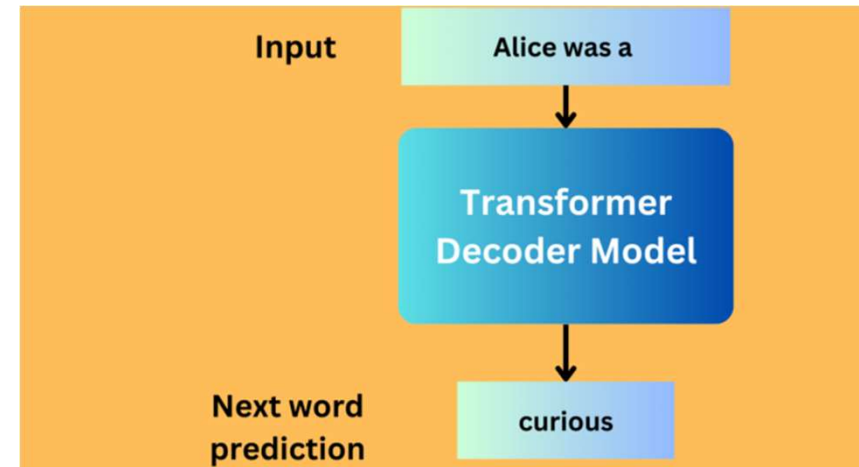 Input
Alice was a
Transformer
Decoder Model
Next word
prediction
curious